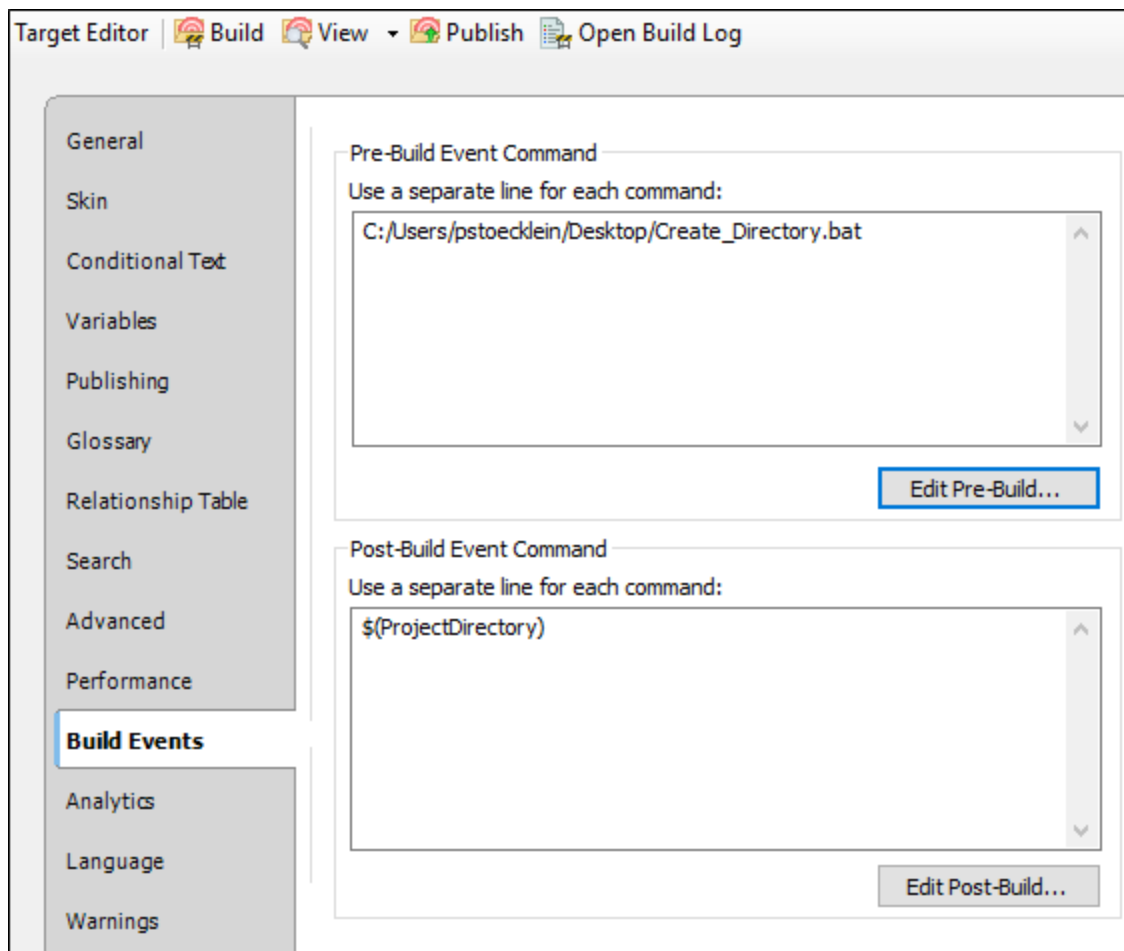 Target Editor Build View Publish Open Build Log
General
Skin
Conditional Text
Variables
Publishing
Glossary
Relationship Table
Search
Advanced
Performance
Build Events
Analytics
Language
Warnings
Pre-Build Event Command
Use a separate line for each command:
C:/Users/pstoecklein/Desktop/Create_Directory.bat
Edit Pre-Build...
Post-Build Event Command
Use a separate line for each command:
$(ProjectDirectory)
Edit Post-Build...